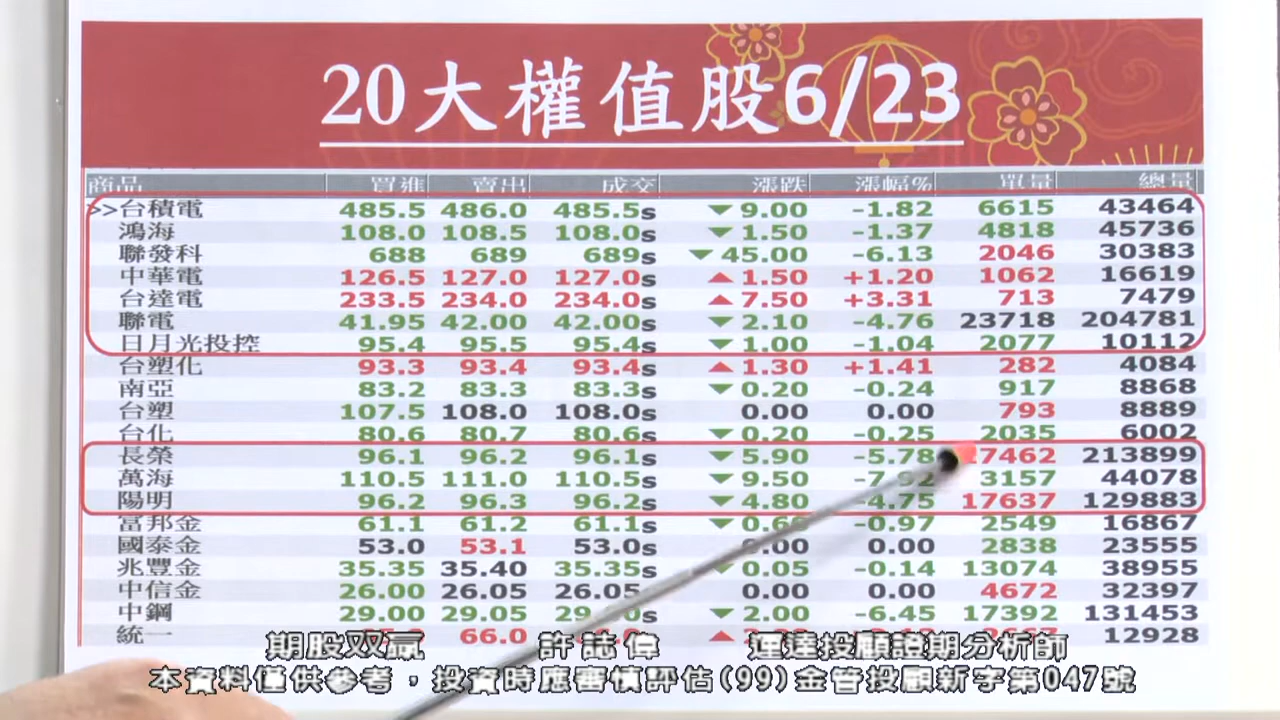 20大權值股6/23
商品 買進 賣出 成交 漲跌 漲幅% 單量 總量
>>台積電 485.5 486.0 485.5s ▼9.00 -1.82 6615 43464
鴻海 108.0 108.5 108.0s ▼1.50 -1.37 4818 45736
聯發科 688 689 689s ▼45.00 -6.13 2046 30383
中華電 126.5 127.0 127.0s ▲1.50 +1.20 1062 16619
台達電 233.5 234.0 234.0s ▲7.50 +3.31 713 7479
聯電 41.95 42.00 42.00s ▼2.10 -4.76 23718 204781
日月光投控 95.4 95.5 95.4s ▼1.00 -1.04 2077 10112
台塑化 93.3 93.4 93.4s ▲1.30 +1.41 282 4084
南亞 83.2 83.3 83.3s ▼0.20 -0.24 917 8868
台塑 107.5 108.0 108.0s 0.00 0.00 793 8889
台化 80.6 80.7 80.6s ▼0.20 -0.25 2035 6002
長榮 96.1 96.2 96.1s ▼5.90 -5.78 7462 213899
萬海 110.5 111.0 110.5s ▼9.50 3157 44078
陽明 96.2 96.3 96.2s ▼4.80 -4.75 17637 129883
富邦金 61.1 61.2 61.1s ▼0.60 -0.97 2549 16867
國泰金 53.0 53.1 53.0s 0.00 0.00 2838 23555
兆豐金 35.35 35.40 35.35s ▼0.05 -0.14 13074 38955
中信金 26.00 26.05 26.05s 0.00 0.00 4672 32397
中鋼 29.00 29.05 ▼2.00 -6.45 17392 131453
統一 66.0 ▲ 12928
期股双贏 許誌偉 運達投顧證期分析師
本資料僅供參考，投資時應審慎評估(99)金管投顧新字第047號